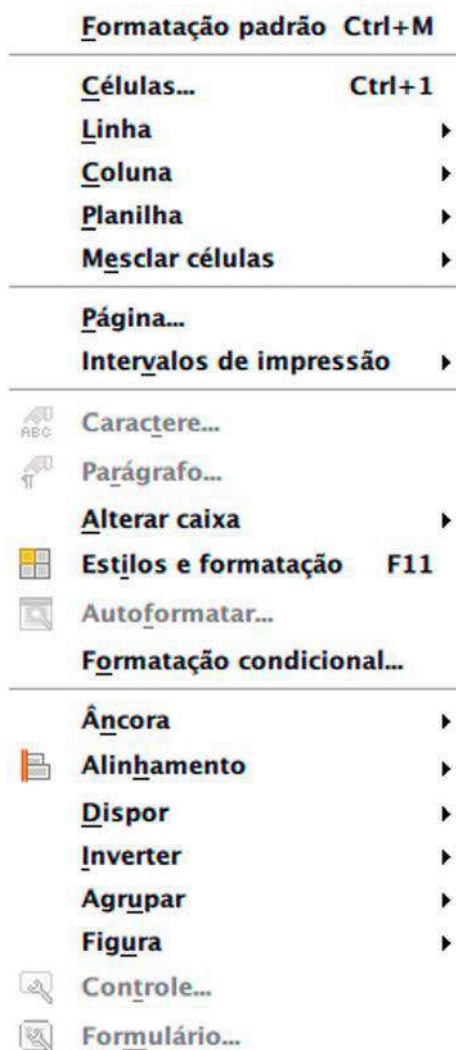 Formatação padrão Ctrl+M
Células... Ctrl+1
Linha
Coluna
Planilha
Mesclar células
Página...
Intervalos de impressão
ABC Caractere...
¶ Parágrafo...
Alterar caixa
Estilos e formatação F11
Autoformatar...
Formatação condicional...
Âncora
Alinhamento
Dispor
Inverter
Agrupar
Figura
Controle...
Formulário...